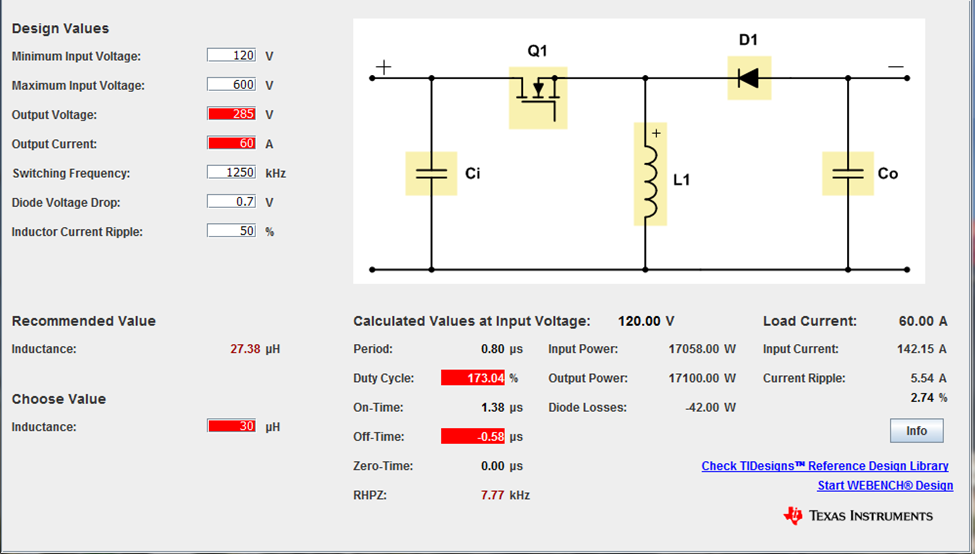 Design Values
Minimum Input Voltage: 120 V
Maximum Input Voltage: 600 V
Output Voltage: 285 V
Output Current: 60 A
Switching Frequency: 1250 kHz
Diode Voltage Drop: 0.7 V
Inductor Current Ripple: 50 %
Q1
D1
+
−
Ci
+
L1
Co
Recommended Value
Inductance: 27.38 µH
Choose Value
Inductance: 30 µH
Calculated Values at Input Voltage: 120.00 V Load Current: 60.00 A
Period: 0.80 µs Input Power: 17058.00 W Input Current: 142.15 A
Duty Cycle: 173.04 % Output Power: 17100.00 W Current Ripple: 5.54 A
2.74 %
On-Time: 1.38 µs Diode Losses: -42.00 W
Off-Time: -0.58 µs
Info
Zero-Time: 0.00 µs
Check TIDesigns™ Reference Design Library
Start WEBENCH® Design
RHPZ: 7.77 kHz
TEXAS INSTRUMENTS